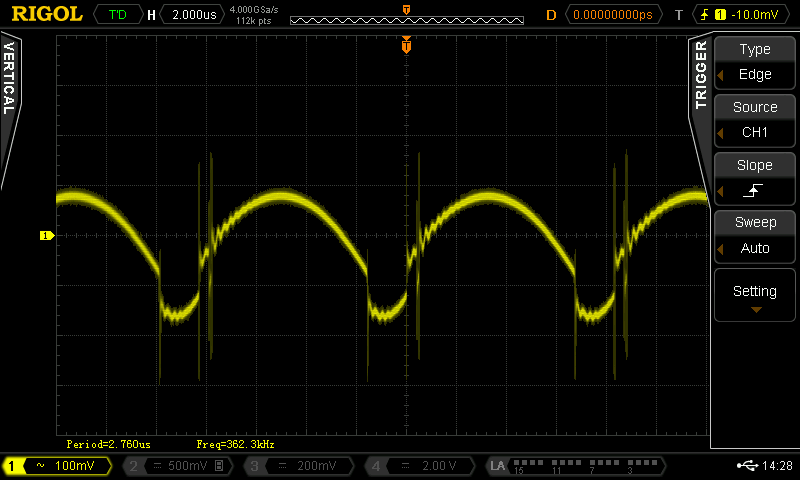 RIGOL T'D H 2.000us 4.000GSa/s D 0.00000000ps T 1 -10.0mV
112k pts
T
T
VERTICAL
TRIGGER
Type
Edge
Source
CH1
Slope
Sweep
Auto
Setting
1
Period=2.760us Freq=362.3kHz
1 ~ 100mV 2 500mV 3 200mV 4 2.00 V LA 15 11 7 3 14:28